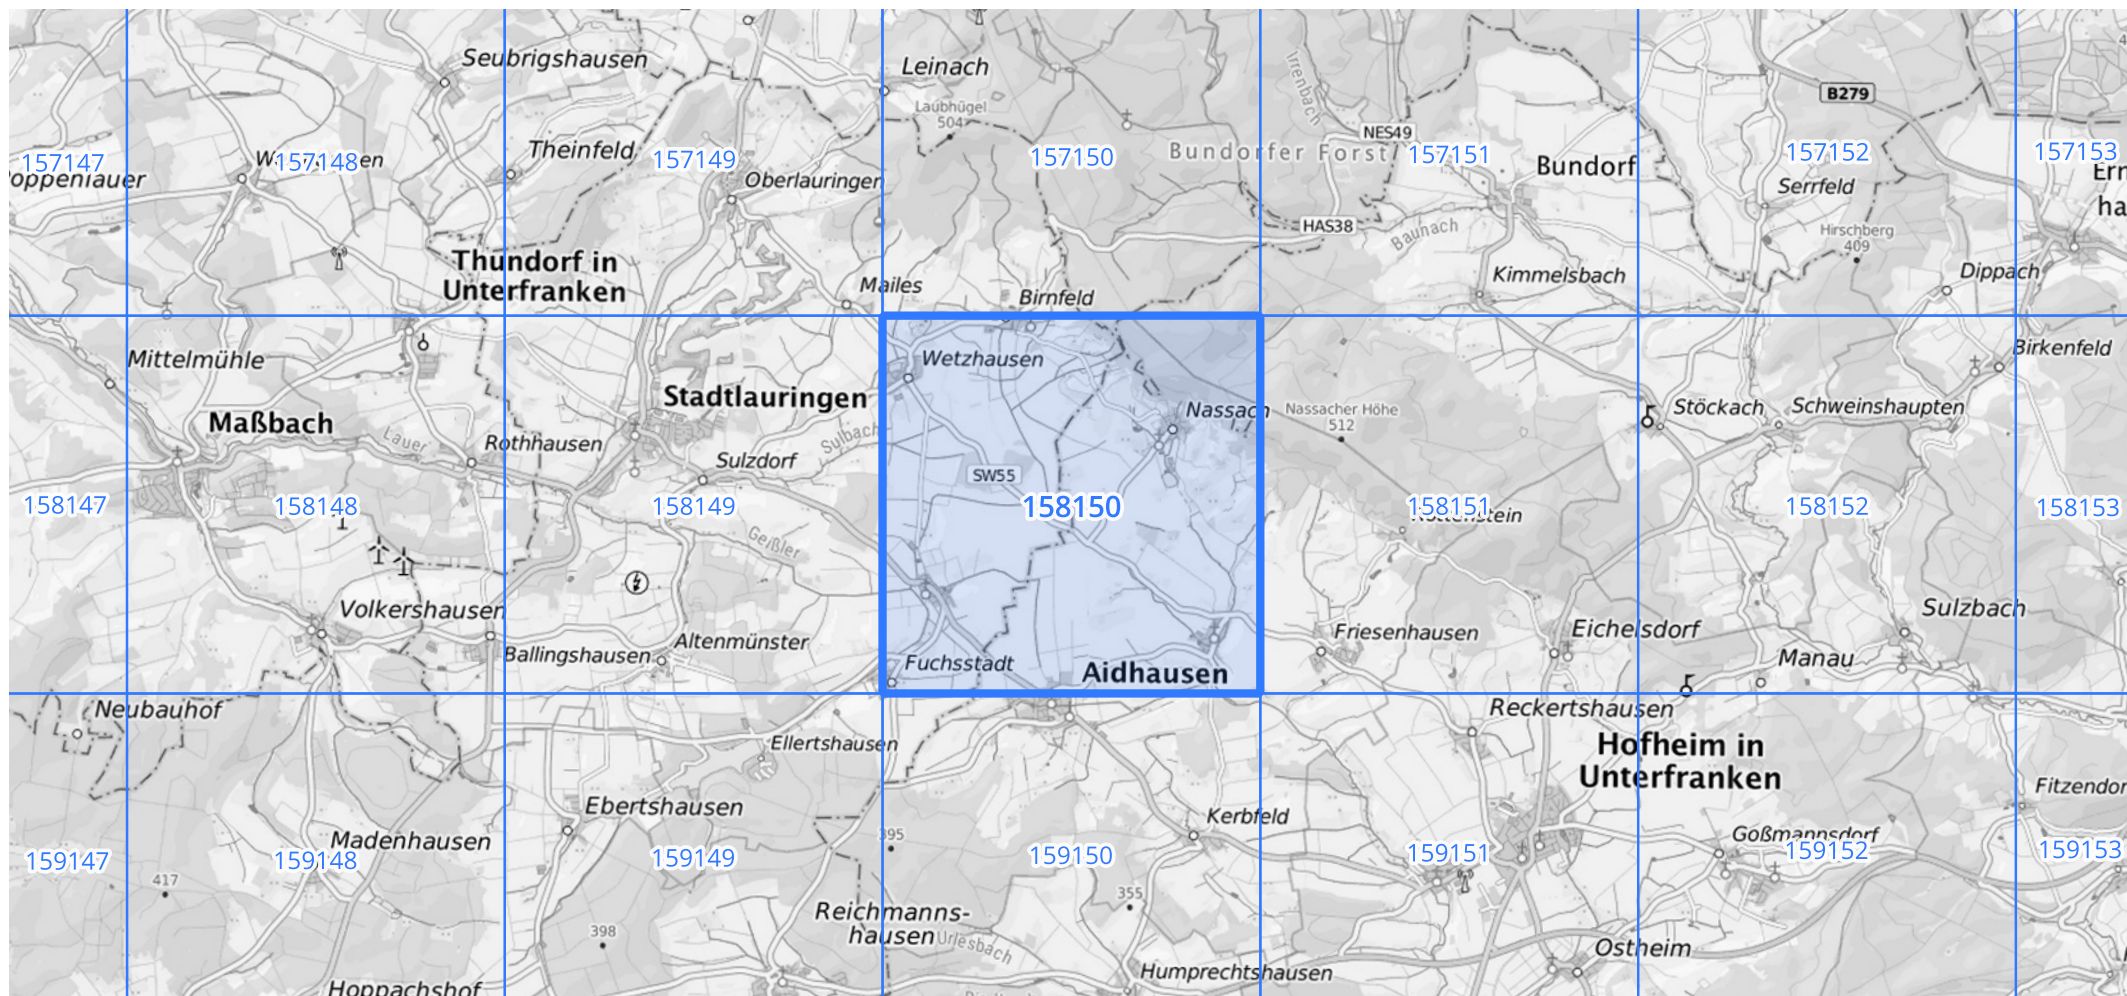 Seubrigshausen
Leinach
Laubhügel
504
Irrenbach
B279
NES49
157147
157148
Theinfeld
157149
157150
Bundorfer Forst
157151
Bundorf
157152
157153
Oberlauringen
Serrfeld
HAS38
Baunach
Hirschberg
409
Thundorf in
Unterfranken
Mailes
Birnfeld
Kimmelsbach
Dippach
Mittelmühle
Wetzhausen
Birkenfeld
Maßbach
Stadtlauringen
Nassach
Nassacher Höhe
512
Stöckach
Schweinshaupten
Lauer
Rothhausen
Sulbach
Sulzdorf
SW55
158147
158148
158149
158150
158151
158152
158153
Geißler
Volkershausen
Sulzbach
Ballingshausen
Altenmünster
Fuchsstadt
Aidhausen
Friesenhausen
Eichelsdorf
Manau
Neubauhof
Reckertshausen
Ellertshausen
Hofheim in
Unterfranken
Ebertshausen
Kerbfeld
Madenhausen
395
Goßmannsdorf
159147
159148
159149
159150
159151
159152
159153
417
398
355
Reichmanns-
hausen
Urlesbach
Ostheim
Humprechtshausen
Hoppachshof